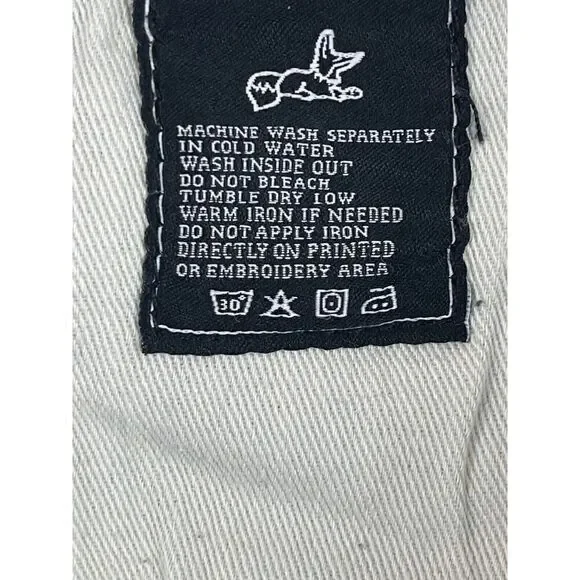 MACHINE WASH SEPARATELY
IN COLD WATER
WASH INSIDE OUT
DO NOT BLEACH
TUMBLE DRY LOW
WARM IRON IF NEEDED
DO NOT APPLY IRON
DIRECTLY ON PRINTED
OR EMBROIDERY AREA
30°